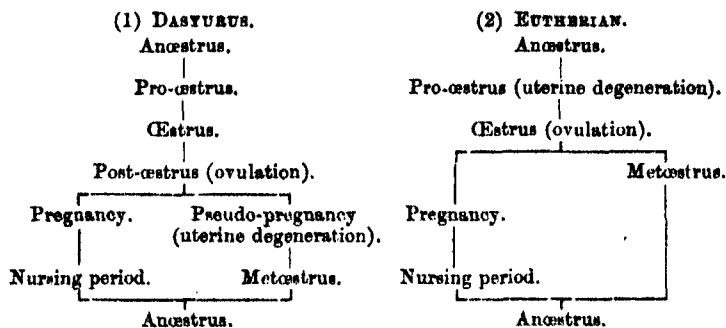 (1) DASYURUS.
Anœstrus.
Pro-œstrus.
Œstrus.
Post-œstrus (ovulation).
Pregnancy. Pseudo-pregnancy
(uterine degeneration).
Nursing period. Metœstrus.
Anœstrus.
(2) EUTHERIAN.
Anœstrus.
Pro-œstrus (uterine degeneration).
Œstrus (ovulation).
Metœstrus.
Pregnancy.
Nursing period.
Anœstrus.